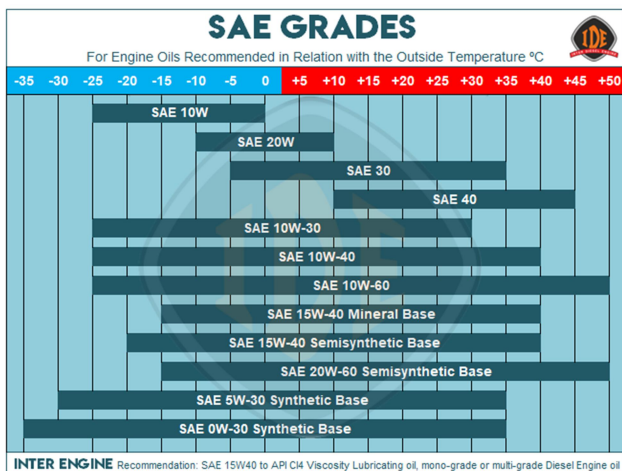 SAE GRADES
For Engine Oils Recommended in Relation with the Outside Temperature ºC
IDE
-35 -30 -25 -20 -15 -10 -5 0 +5 +10 +15 +20 +25 +30 +35 +40 +45 +50
SAE 10W
SAE 20W
SAE 30
SAE 40
SAE 10W-30
SAE 10W-40
SAE 10W-60
SAE 15W-40 Mineral Base
SAE 15W-40 Semisynthetic Base
SAE 20W-60 Semisynthetic Base
SAE 5W-30 Synthetic Base
SAE 0W-30 Synthetic Base
INTER ENGINE Recommendation: SAE 15W40 to API CI4 Viscosity Lubricating oil, mono-grade or multi-grade Diesel Engine oil